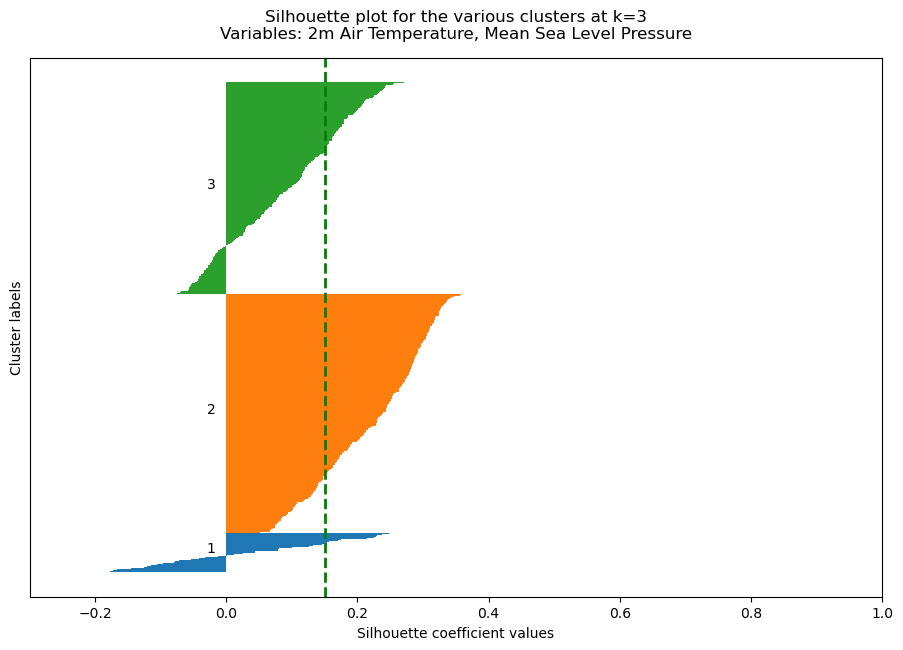 Silhouette plot for the various clusters at k=3
Variables: 2m Air Temperature, Mean Sea Level Pressure
Cluster labels
3
2
1
−0.2 0.0 0.2 0.4 0.6 0.8 1.0
Silhouette coefficient values